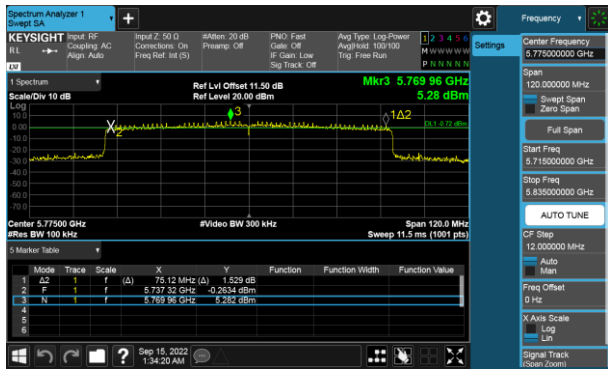 Spectrum Analyzer 1
Swept SA
+
Frequency
KEYSIGHT Input: RF Input Z: 50 Ω #Atten: 20 dB PNO: Fast Avg Type: Log-Power 1 2 3 4 5 6
RL Coupling: AC Corrections: On Preamp: Off Gate: Off Avg|Hold: 100/100 M W W W W W
Align: Auto Freq Ref: Int (S) IF Gain: Low Trig: Free Run
Sig Track: Off P N N N N N
LXI
Settings
1 Spectrum
Scale/Div 10 dB
Ref Lvl Offset 11.50 dB
Ref Level 20.00 dBm
Mkr3 5.769 96 GHz
5.28 dBm
Log
10.0
0.00
-10.0
-20.0
-30.0
-40.0
-50.0
-60.0
-70.0
X2
3
1Δ2
DL1 -0.72 dBm
Center 5.77500 GHz #Video BW 300 kHz Span 120.0 MHz
#Res BW 100 kHz Sweep 11.5 ms (1001 pts)
5 Marker Table
Mode Trace Scale X Y Function Function Width Function Value
1 Δ2 1 f (Δ) 75.12 MHz (Δ) 1.529 dB
2 F 1 f 5.737 32 GHz -0.2634 dBm
3 N 1 f 5.769 96 GHz 5.282 dBm
4
5
6
?
Sep 15, 2022
1:34:20 AM
Center Frequency
5.775000000 GHz
Span
120.000000 MHz
Swept Span
Zero Span
Full Span
Start Freq
5.715000000 GHz
Stop Freq
5.835000000 GHz
AUTO TUNE
CF Step
12.000000 MHz
Auto
Man
Freq Offset
0 Hz
X Axis Scale
Log
Lin
Signal Track
(Span Zoom)